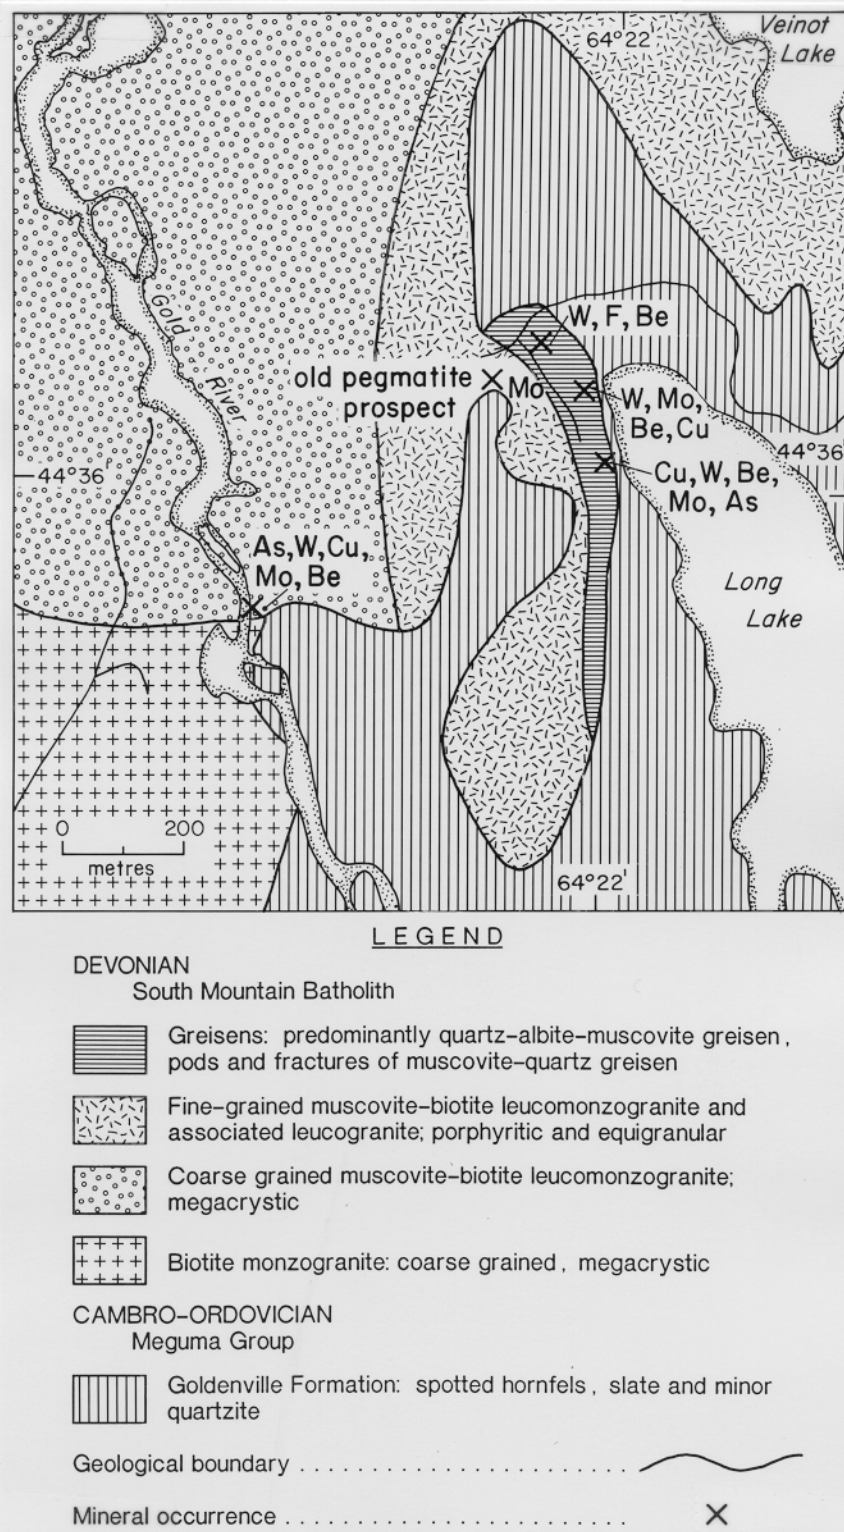 64°22
Veinot
Lake
Gold
River
W, F, Be
old pegmatite
prospect
Mo
W, Mo,
Be, Cu
44°36'
44°36'
Cu, W, Be,
Mo, As
As, W, Cu,
Mo, Be
Long
Lake
0 200
metres
64°22'
LEGEND
DEVONIAN
South Mountain Batholith
Greisens: predominantly quartz-albite-muscovite greisen,
pods and fractures of muscovite-quartz greisen
Fine-grained muscovite-biotite leucomonzogranite and
associated leucogranite; porphyritic and equigranular
Coarse grained muscovite-biotite leucomonzogranite;
megacrystic
Biotite monzogranite: coarse grained, megacrystic
CAMBRO-ORDOVICIAN
Meguma Group
Goldenville Formation: spotted hornfels, slate and minor
quartzite
Geological boundary . . . . . . . . . . . . . . . . . . . . . . .
Mineral occurrence . . . . . . . . . . . . . . . . . . . . . . .